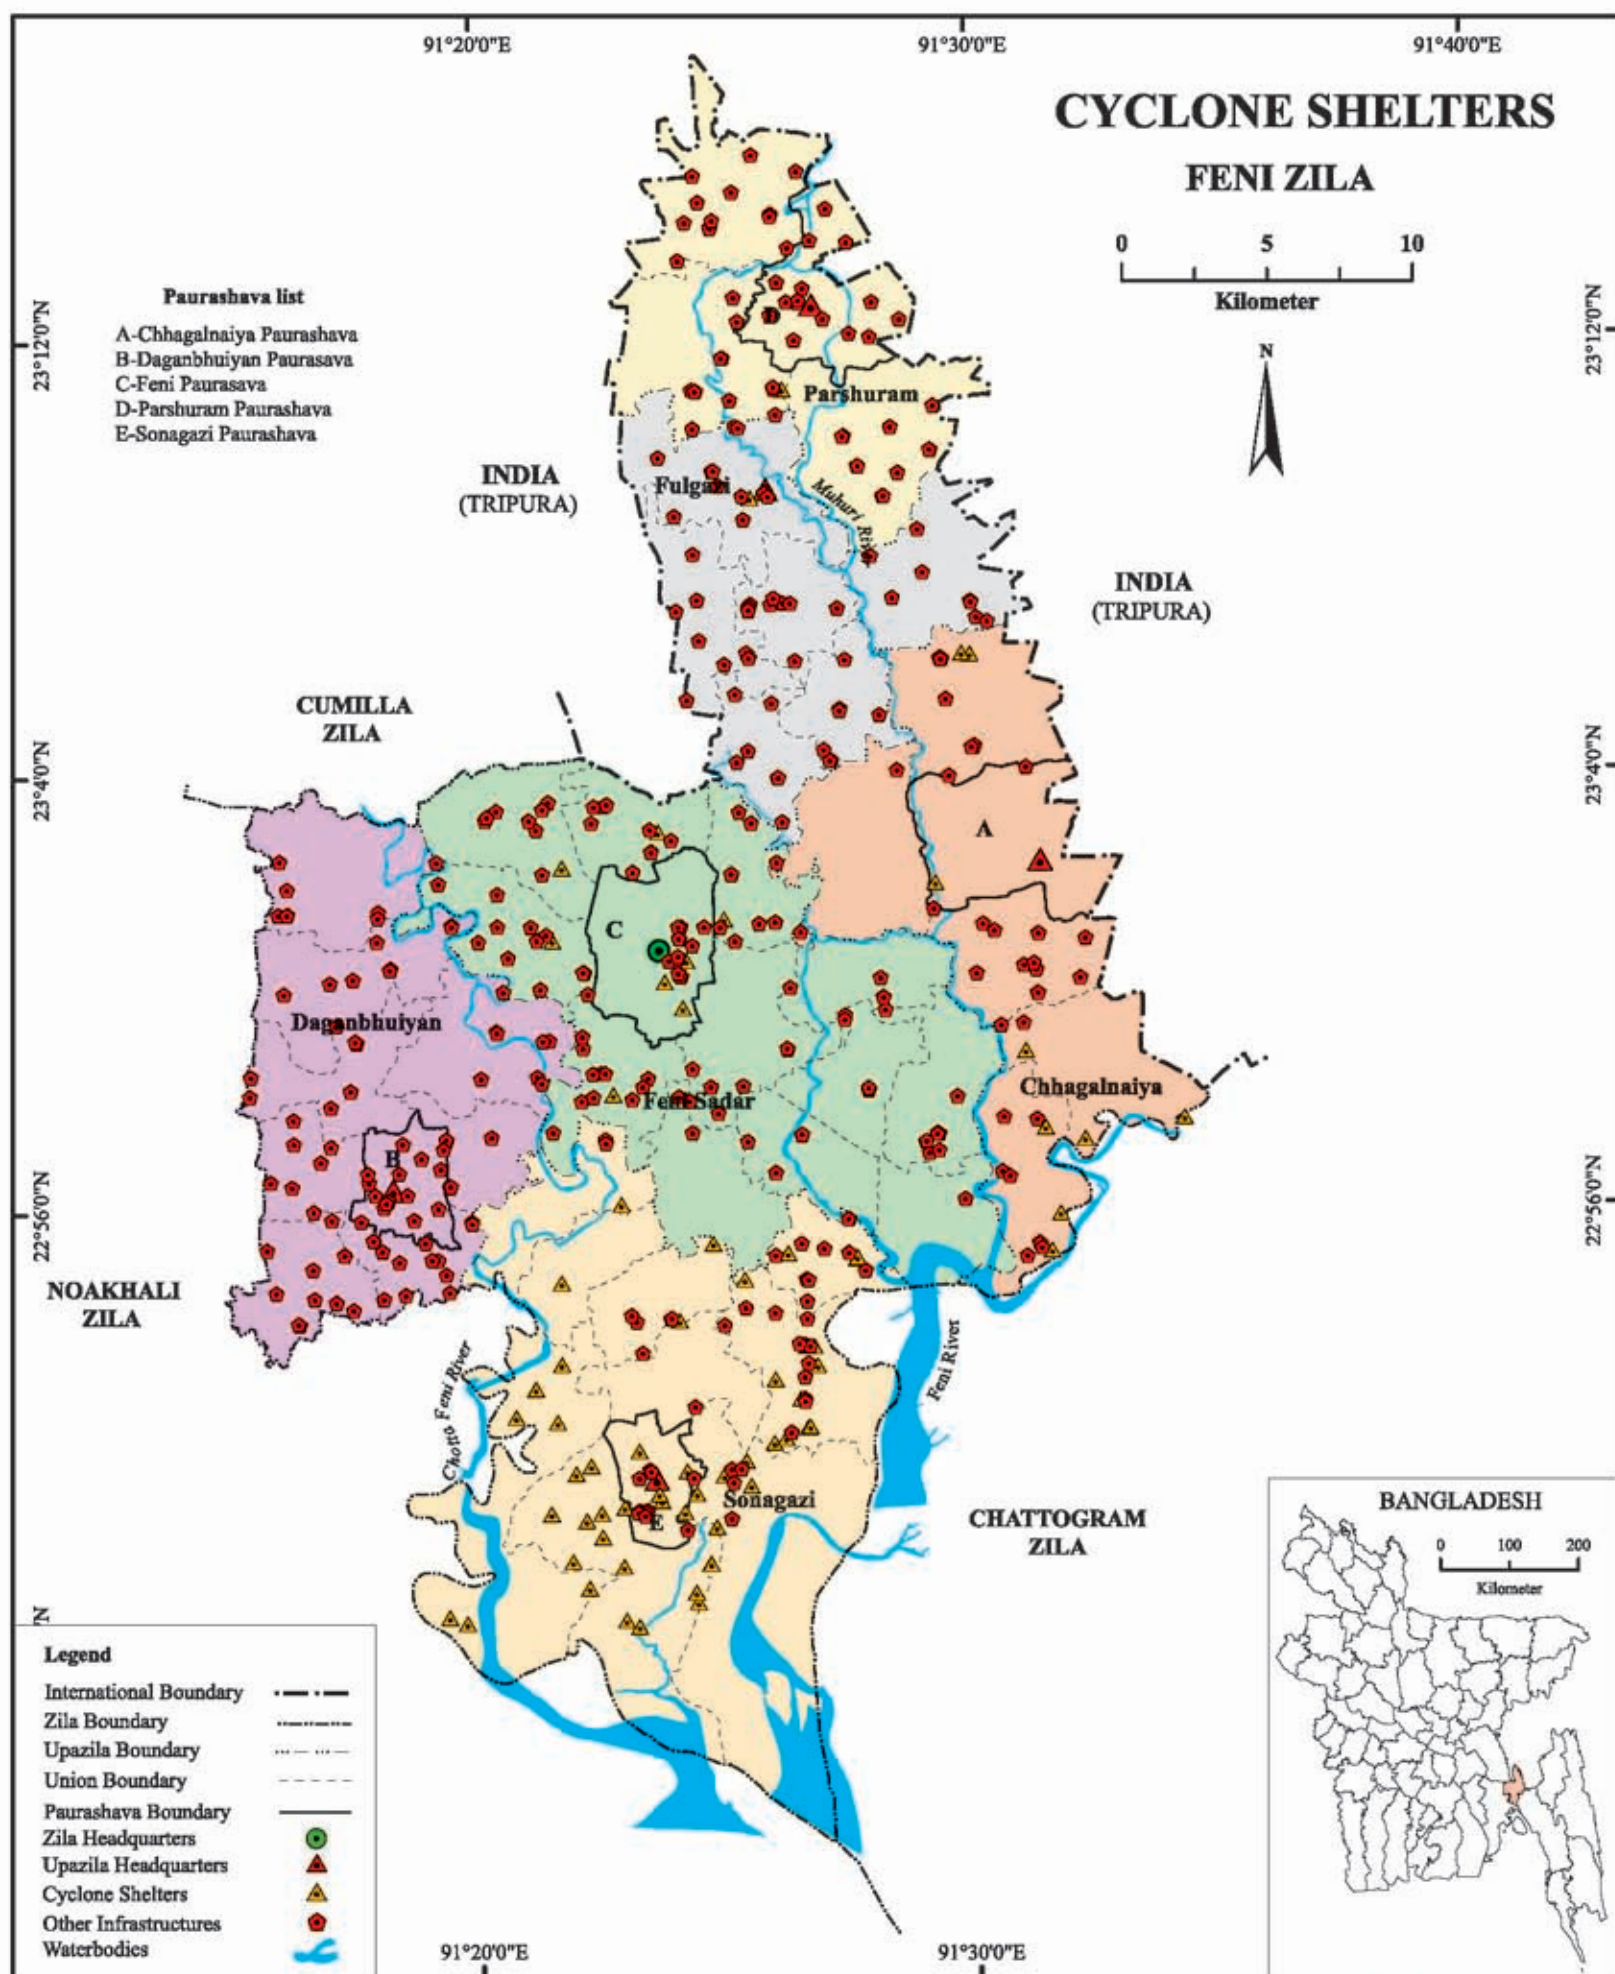 91°20'0"E
91°30'0"E
91°40'0"E
CYCLONE SHELTERS
FENI ZILA
0 5 10
Kilometer
N
Paurashava list
A-Chhagalnaiya Paurashava
B-Daganbhuiyan Paurasava
C-Feni Paurasava
D-Parshuram Paurashava
E-Sonagazi Paurashava
23°12'0"N
23°12'0"N
D
Parshuram
INDIA
(TRIPURA)
Fulgazi
Muhuri River
INDIA
(TRIPURA)
CUMILLA
ZILA
23°4'0"N
23°4'0"N
A
C
Daganbhuiyan
Chhagalnaiya
Feni Sadar
B
22°56'0"N
22°56'0"N
NOAKHALI
ZILA
Chotto Feni River
Feni River
Sonagazi
E
CHATTOGRAM
ZILA
BANGLADESH
0 100 200
Kilometer
"N
Legend
International Boundary
Zila Boundary
Upazila Boundary
Union Boundary
Paurashava Boundary
Zila Headquarters
Upazila Headquarters
Cyclone Shelters
Other Infrastructures
Waterbodies
91°20'0"E
91°30'0"E